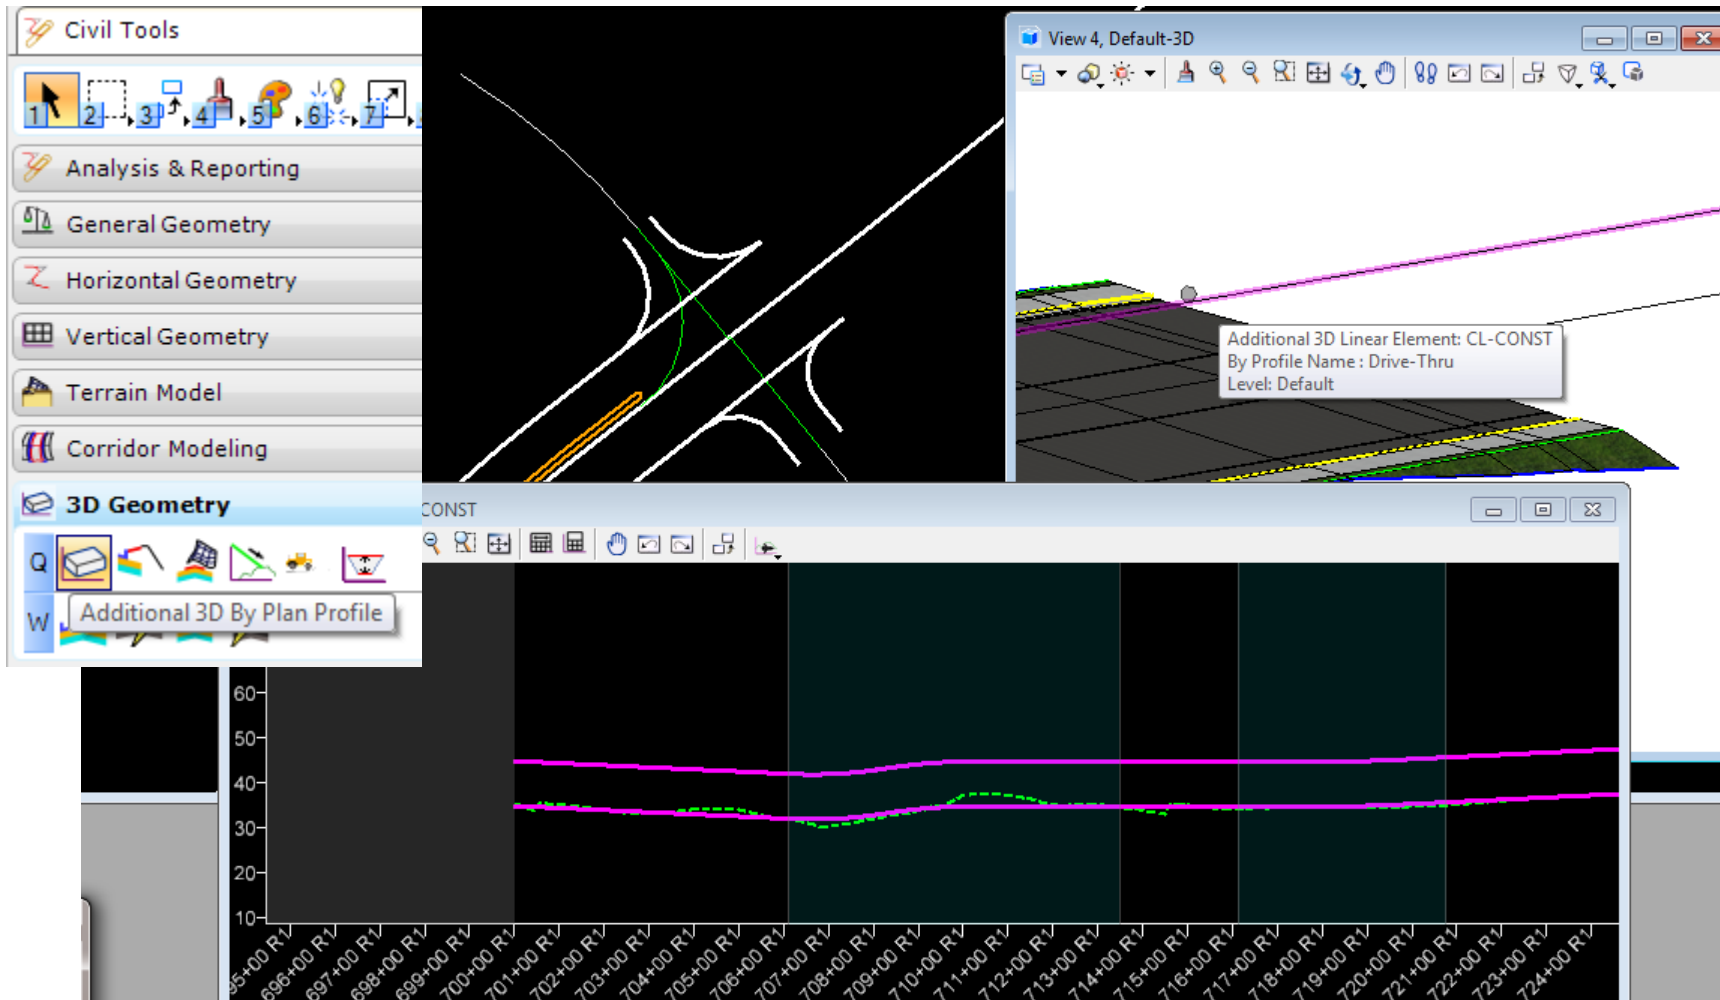 Civil Tools
1 2 3 4 5 6 7
Analysis & Reporting
General Geometry
Horizontal Geometry
Vertical Geometry
Terrain Model
Corridor Modeling
3D Geometry
Q
Additional 3D By Plan Profile
W
View 4, Default-3D
Additional 3D Linear Element: CL-CONST
By Profile Name : Drive-Thru
Level: Default
CONST
60
50
40
30
20
10
95+00 R1 696+00 R1 697+00 R1 698+00 R1 699+00 R1 700+00 R1 701+00 R1 702+00 R1 703+00 R1 704+00 R1 705+00 R1 706+00 R1 707+00 R1 708+00 R1 709+00 R1 710+00 R1 711+00 R1 712+00 R1 713+00 R1 714+00 R1 715+00 R1 716+00 R1 717+00 R1 718+00 R1 719+00 R1 720+00 R1 721+00 R1 722+00 R1 723+00 R1 724+00 R1